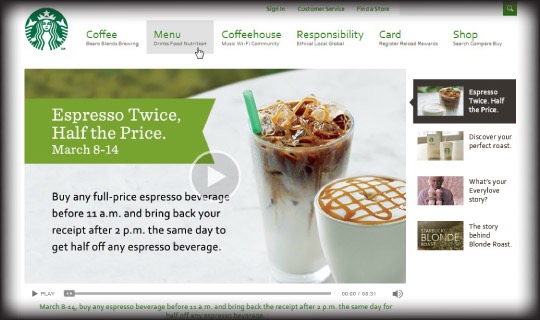 Sign In Customer Service Find a Store
Coffee
Beans Blends Brewing
Menu
Drinks Food Nutrition
Coffeehouse
Music Wi-Fi Community
Responsibility
Ethical Local Global
Card
Register Reload Rewards
Shop
Search Compare Buy
Espresso Twice,
Half the Price.
March 8-14
Buy any full-price espresso beverage
before 11 a.m. and bring back your
receipt after 2 p.m. the same day to
get half off any espresso beverage.
Espresso
Twice. Half
the Price.
Discover your
perfect roast.
What's your
Everylove
story?
STARBUCKS
BLONDE
ROAST
The story
behind
Blonde Roast.
PLAY
00:00 / 00:31
March 8-14, buy any espresso beverage before 11 a.m. and bring back the receipt after 2 p.m. the same day for
half off any espresso beverage